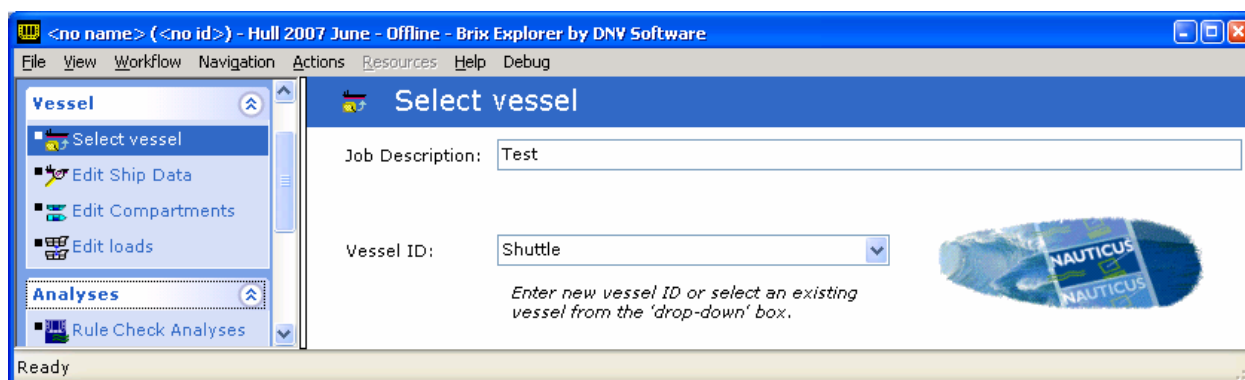 <no name> (<no id>) - Hull 2007 June - Offline - Brix Explorer by DNV Software
File View Workflow Navigation Actions Resources Help Debug
Vessel
Select vessel
Edit Ship Data
Edit Compartments
Edit loads
Analyses
Rule Check Analyses
Select vessel
Job Description: Test
Vessel ID: Shuttle
Enter new vessel ID or select an existing
vessel from the 'drop-down' box.
NAUTICUS
NAUTICUS
Ready